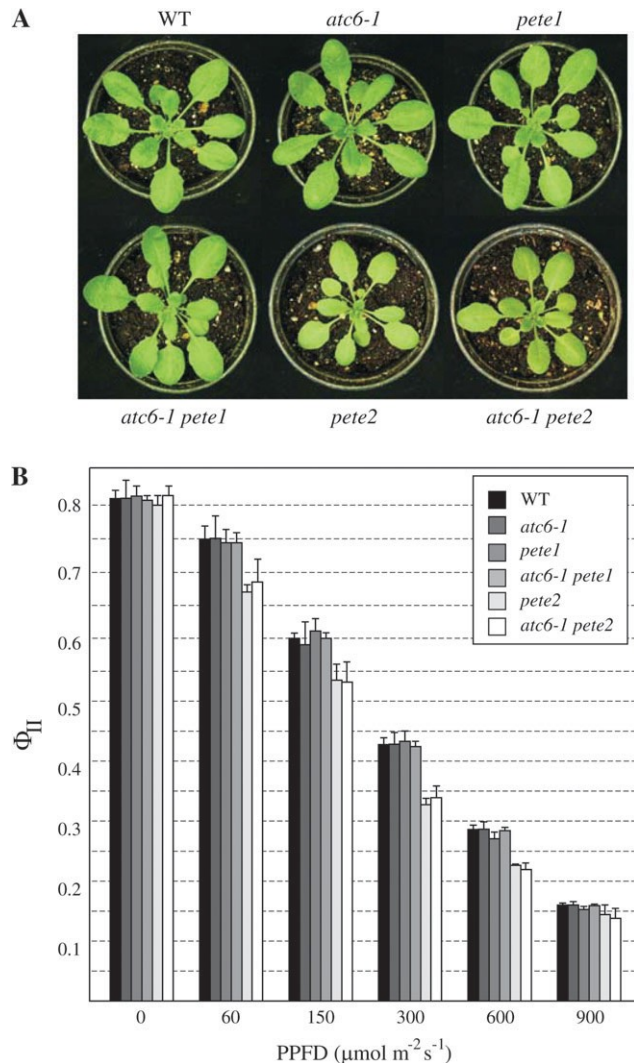 A
WT atc6-1 pete1
atc6-1 pete1 pete2 atc6-1 pete2
B
0.8
0.7
0.6
0.5
0.4
0.3
0.2
0.1
ΦII
WT
atc6-1
pete1
atc6-1 pete1
pete2
atc6-1 pete2
0 60 150 300 600 900
PPFD (μmol m-2s-1)